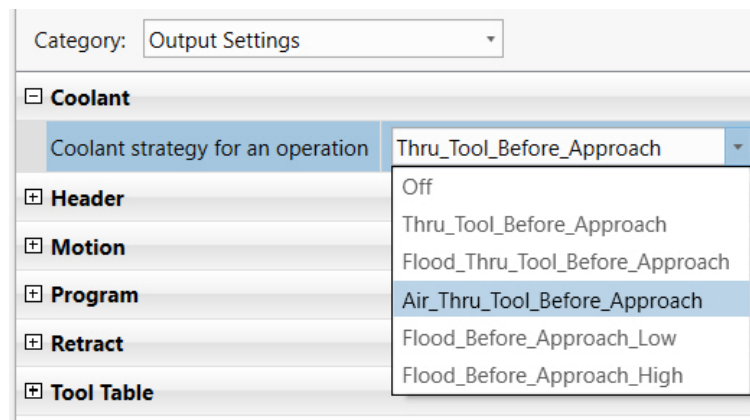 Category: Output Settings
Coolant
Coolant strategy for an operation Thru_Tool_Before_Approach
Off
Header
Thru_Tool_Before_Approach
Motion
Flood_Thru_Tool_Before_Approach
Program
Air_Thru_Tool_Before_Approach
Retract
Flood_Before_Approach_Low
Flood_Before_Approach_High
Tool Table